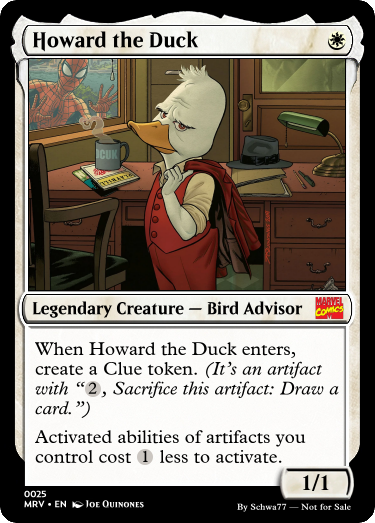 Howard the Duck
Legendary Creature — Bird Advisor
MARVEL
COMICS
When Howard the Duck enters,
create a Clue token. (It's an artifact
with “2, Sacrifice this artifact: Draw a
card.”)
Activated abilities of artifacts you
control cost 1 less to activate.
1/1
0025
MRV • EN Joe Quinones
By Schwa77 — Not for Sale